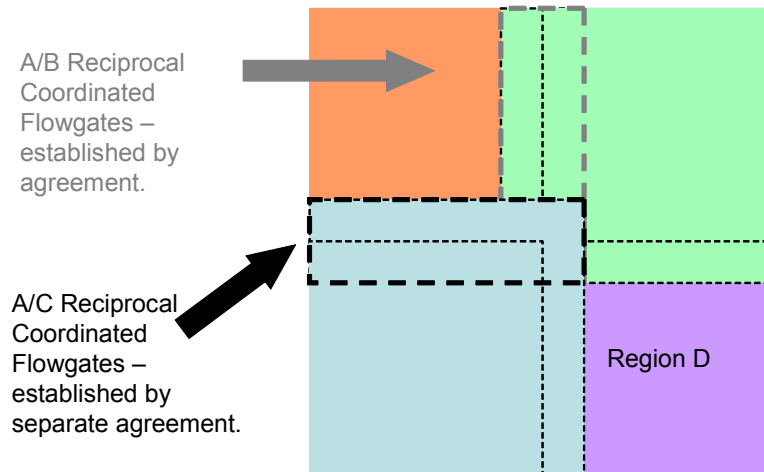 A/B Reciprocal
Coordinated
Flowgates –
established by
agreement.
A/C Reciprocal
Coordinated
Flowgates –
established by
separate agreement.
Region D